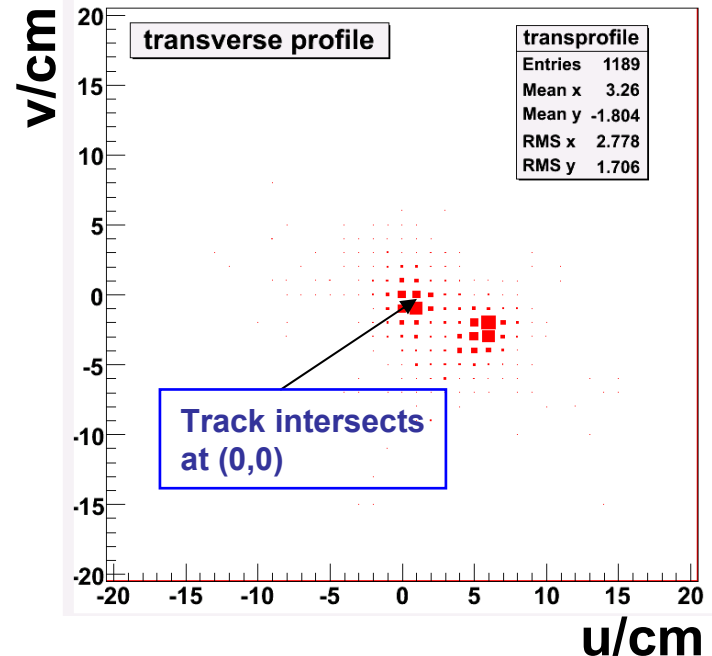 v/cm
transverse profile
transprofile
Entries 1189
Mean x 3.26
Mean y -1.804
RMS x 2.778
RMS y 1.706
20
15
10
5
0
-5
-10
-15
-20
Track intersects
at (0,0)
-20 -15 -10 -5 0 5 10 15 20
u/cm